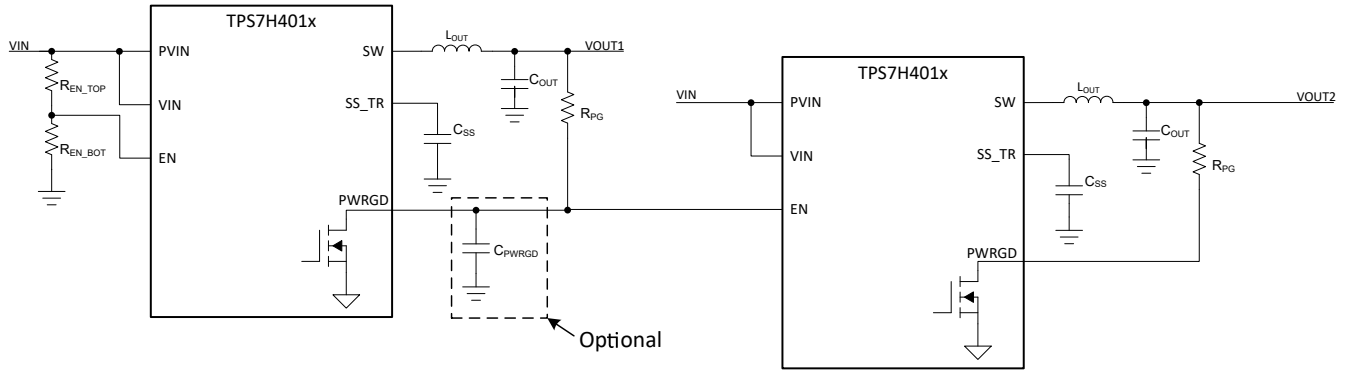 TPS7H401x
VIN
PVIN
SW
LOUT
VOUT1
REN_TOP
COUT
VIN
SS_TR
RPG
CSS
REN_BOT
EN
PWRGD
CPWRGD
Optional
TPS7H401x
VIN
PVIN
SW
LOUT
VOUT2
COUT
VIN
SS_TR
RPG
CSS
EN
PWRGD